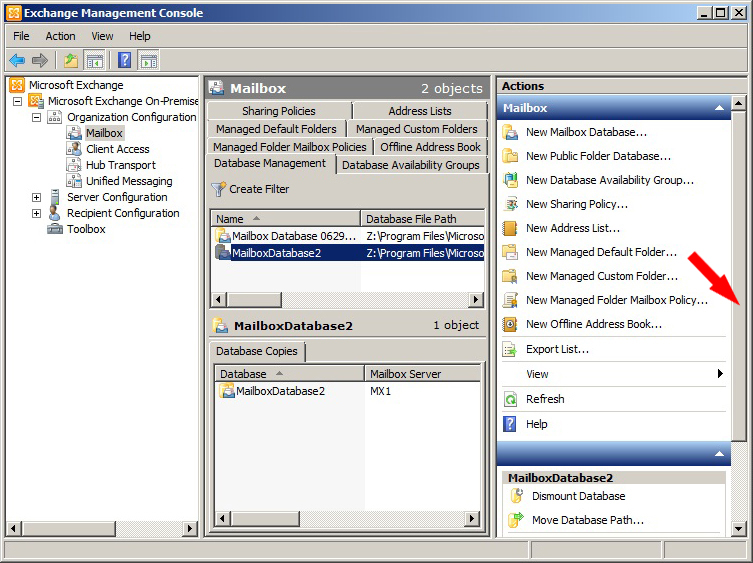 Exchange Management Console
File Action View Help
Microsoft Exchange
Microsoft Exchange On-Premise
Organization Configuration
Mailbox
Client Access
Hub Transport
Unified Messaging
Server Configuration
Recipient Configuration
Toolbox
Mailbox 2 objects
Sharing Policies Address Lists
Managed Default Folders Managed Custom Folders
Managed Folder Mailbox Policies Offline Address Book
Database Management Database Availability Groups
Create Filter
Name Database File Path
Mailbox Database 0629... Z:\Program Files\Microso
MailboxDatabase2 Z:\Program Files\Microso
MailboxDatabase2 1 object
Database Copies
Database Mailbox Server
MailboxDatabase2 MX1
Actions
Mailbox
New Mailbox Database...
New Public Folder Database...
New Database Availability Group...
New Sharing Policy...
New Address List...
New Managed Default Folder...
New Managed Custom Folder...
New Managed Folder Mailbox Policy...
New Offline Address Book...
Export List...
View
Refresh
Help
MailboxDatabase2
Dismount Database
Move Database Path...